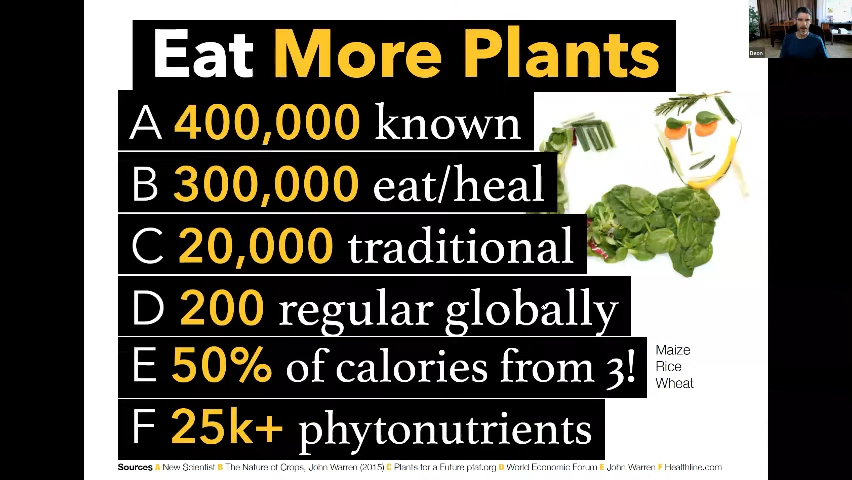 Eat More Plants
A 400,000 known
B 300,000 eat/heal
C 20,000 traditional
D 200 regular globally
E 50% of calories from 3!
Maize
Rice
Wheat
F 25k+ phytonutrients
Sources A New Scientist B The Nature of Crops, John Warren (2015) C Plants for a Future pfaf.org D World Economic Forum E John Warren F Healthline.com
Deon